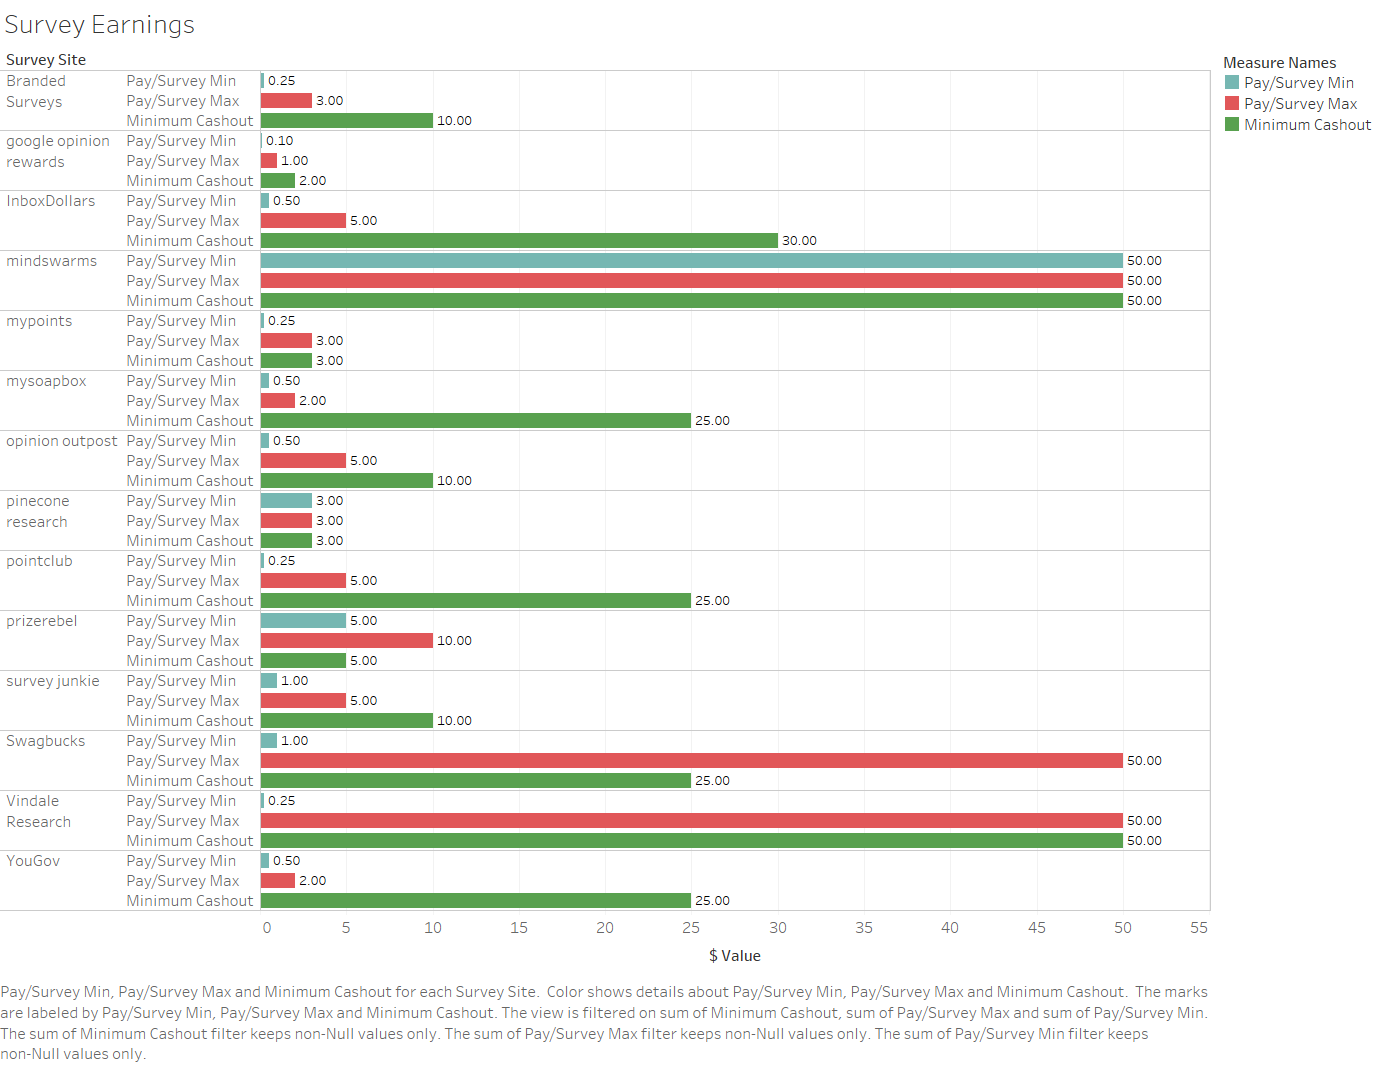 Survey Earnings
Survey Site
Measure Names
Pay/Survey Min
Pay/Survey Max
Minimum Cashout
Branded
Surveys
Pay/Survey Min 0.25
Pay/Survey Max 3.00
Minimum Cashout 10.00
google opinion
rewards
Pay/Survey Min 0.10
Pay/Survey Max 1.00
Minimum Cashout 2.00
InboxDollars
Pay/Survey Min 0.50
Pay/Survey Max 5.00
Minimum Cashout 30.00
mindswarms
Pay/Survey Min 50.00
Pay/Survey Max 50.00
Minimum Cashout 50.00
mypoints
Pay/Survey Min 0.25
Pay/Survey Max 3.00
Minimum Cashout 3.00
mysoapbox
Pay/Survey Min 0.50
Pay/Survey Max 2.00
Minimum Cashout 25.00
opinion outpost
Pay/Survey Min 0.50
Pay/Survey Max 5.00
Minimum Cashout 10.00
pinecone
research
Pay/Survey Min 3.00
Pay/Survey Max 3.00
Minimum Cashout 3.00
pointclub
Pay/Survey Min 0.25
Pay/Survey Max 5.00
Minimum Cashout 25.00
prizerebel
Pay/Survey Min 5.00
Pay/Survey Max 10.00
Minimum Cashout 5.00
survey junkie
Pay/Survey Min 1.00
Pay/Survey Max 5.00
Minimum Cashout 10.00
Swagbucks
Pay/Survey Min 1.00
Pay/Survey Max 50.00
Minimum Cashout 25.00
Vindale
Research
Pay/Survey Min 0.25
Pay/Survey Max 50.00
Minimum Cashout 50.00
YouGov
Pay/Survey Min 0.50
Pay/Survey Max 2.00
Minimum Cashout 25.00
0 5 10 15 20 25 30 35 40 45 50 55
$ Value
Pay/Survey Min, Pay/Survey Max and Minimum Cashout for each Survey Site.  Color shows details about Pay/Survey Min, Pay/Survey Max and Minimum Cashout.  The marks
are labeled by Pay/Survey Min, Pay/Survey Max and Minimum Cashout. The view is filtered on sum of Minimum Cashout, sum of Pay/Survey Max and sum of Pay/Survey Min.
The sum of Minimum Cashout filter keeps non-Null values only. The sum of Pay/Survey Max filter keeps non-Null values only. The sum of Pay/Survey Min filter keeps
non-Null values only.